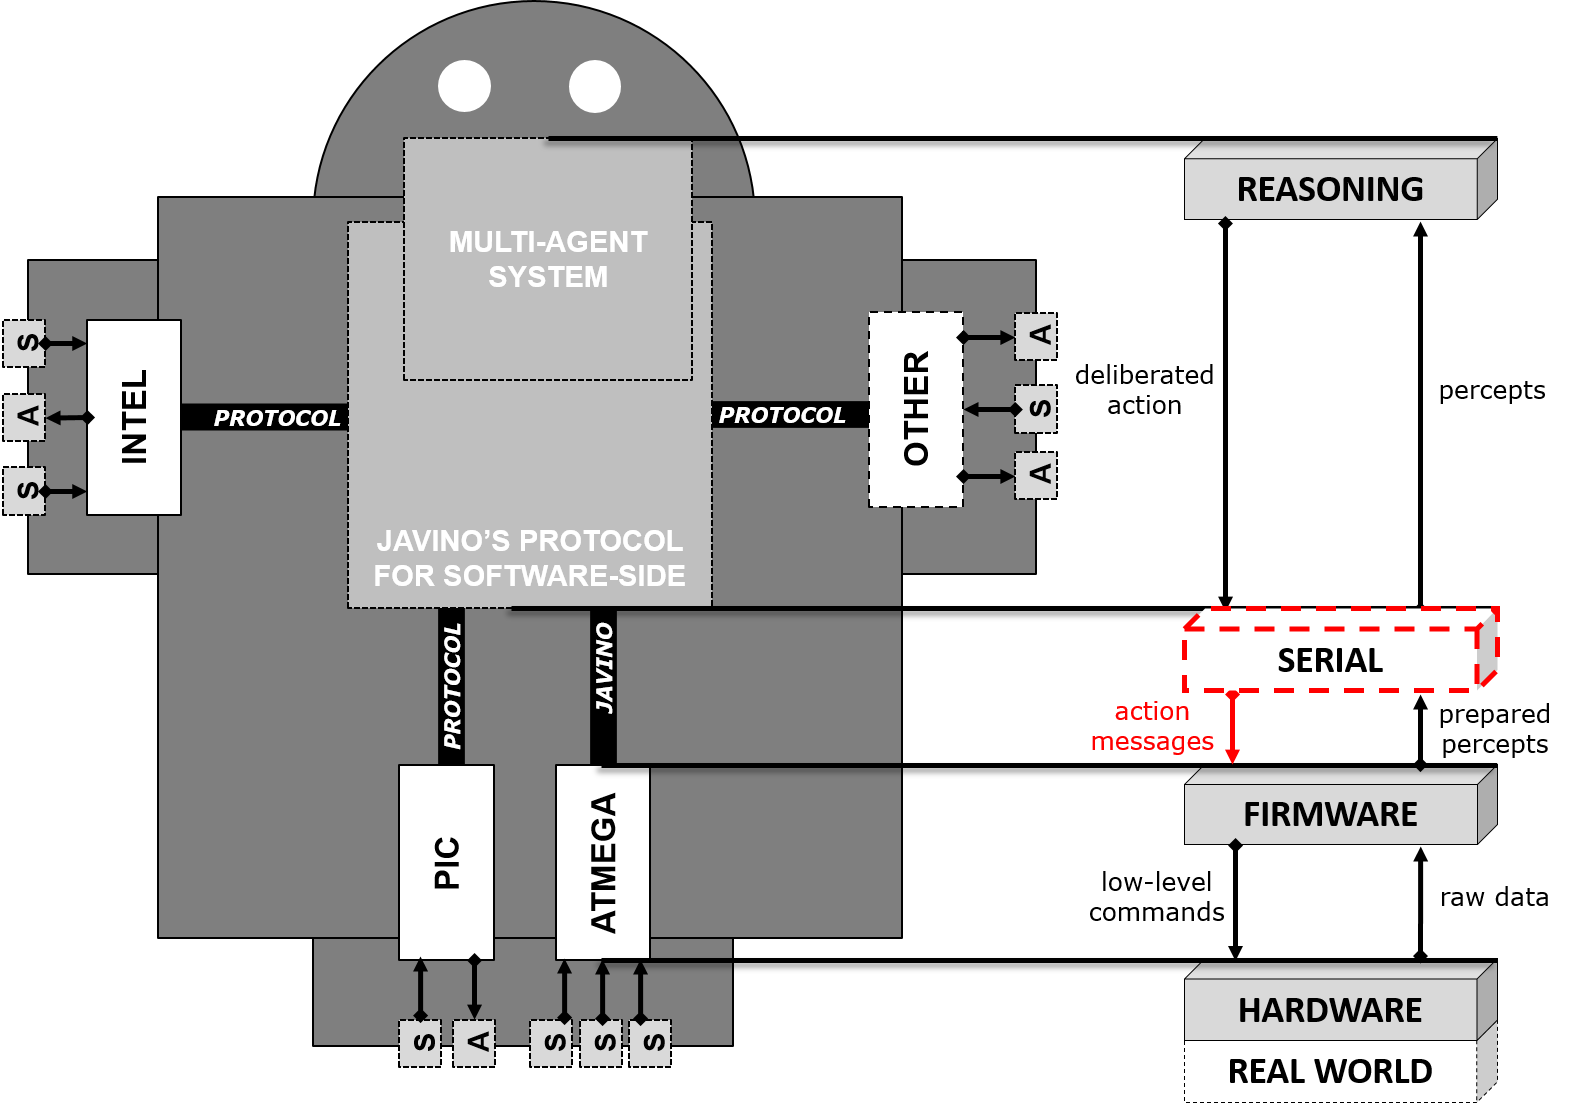 REASONING
MULTI-AGENT
SYSTEM
S
A
S
INTEL
PROTOCOL
PROTOCOL
OTHER
A
S
A
deliberated
action
percepts
JAVINO'S PROTOCOL
FOR SOFTWARE-SIDE
PROTOCOL
JAVINO
SERIAL
action
messages
prepared
percepts
PIC
ATMEGA
FIRMWARE
low-level
commands
raw data
S
A
S
S
S
HARDWARE
REAL WORLD